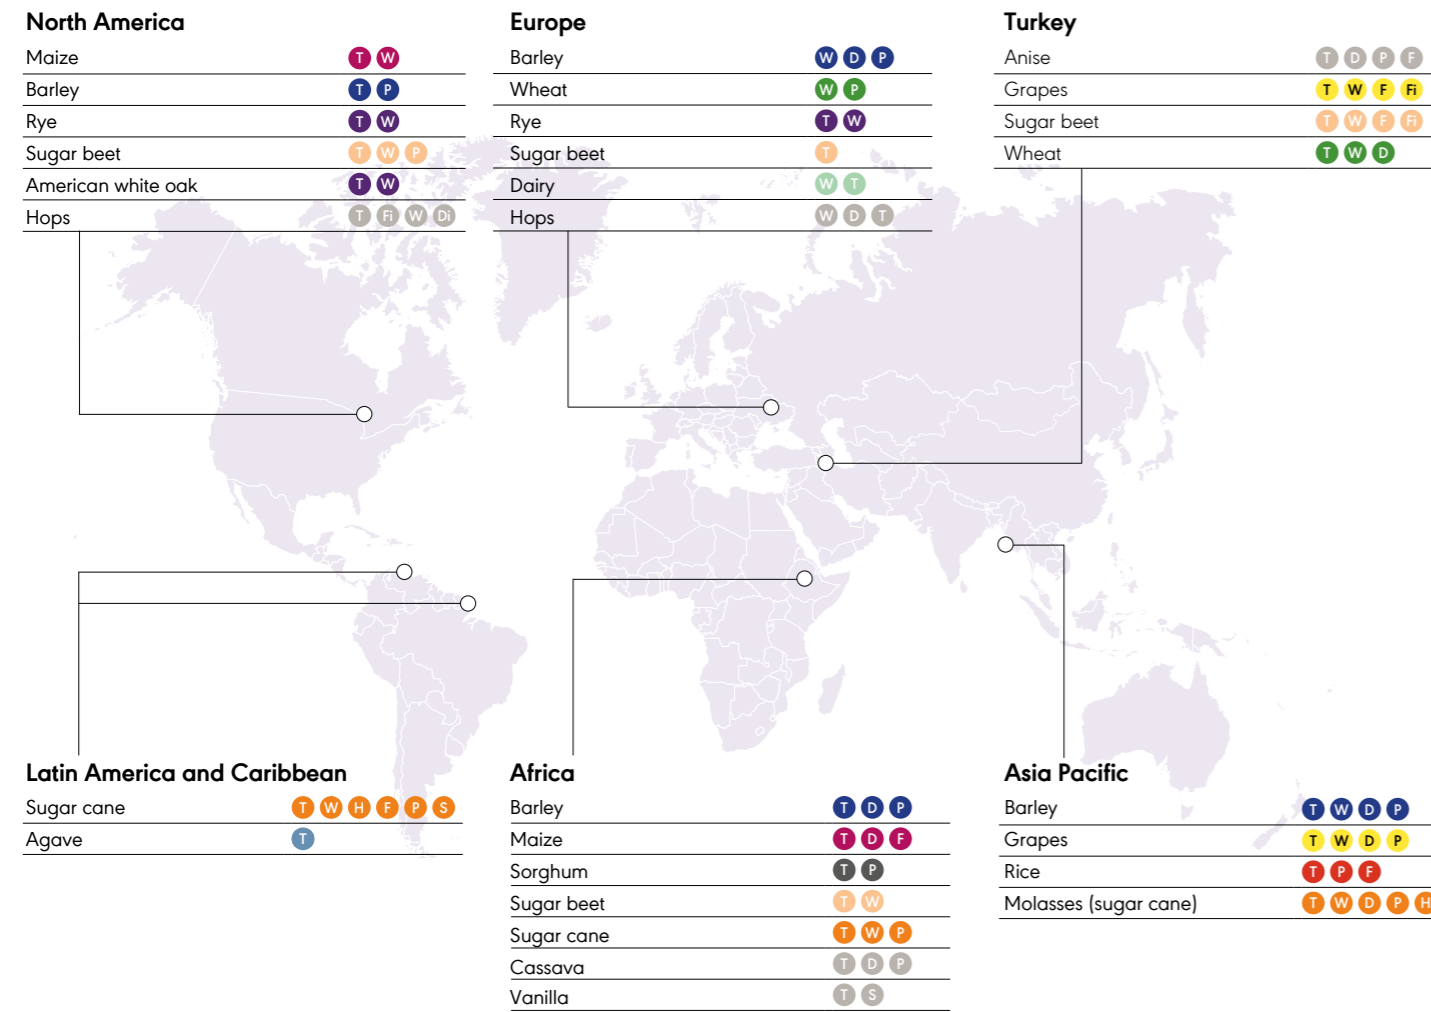 North America
Maize T W
Barley T P
Rye T W
Sugar beet T W P
American white oak T W
Hops T Fi W Di
Europe
Barley W D P
Wheat W P
Rye T W
Sugar beet T
Dairy W T
Hops W D T
Turkey
Anise T D P F
Grapes T W F Fi
Sugar beet T W F Fi
Wheat T W D
Latin America and Caribbean
Sugar cane T W H F P S
Agave T
Africa
Barley T D P
Maize T D F
Sorghum T P
Sugar beet T W
Sugar cane T W P
Cassava T D P
Vanilla T S
Asia Pacific
Barley T W D P
Grapes T W D P
Rice T P F
Molasses (sugar cane) T W D P H